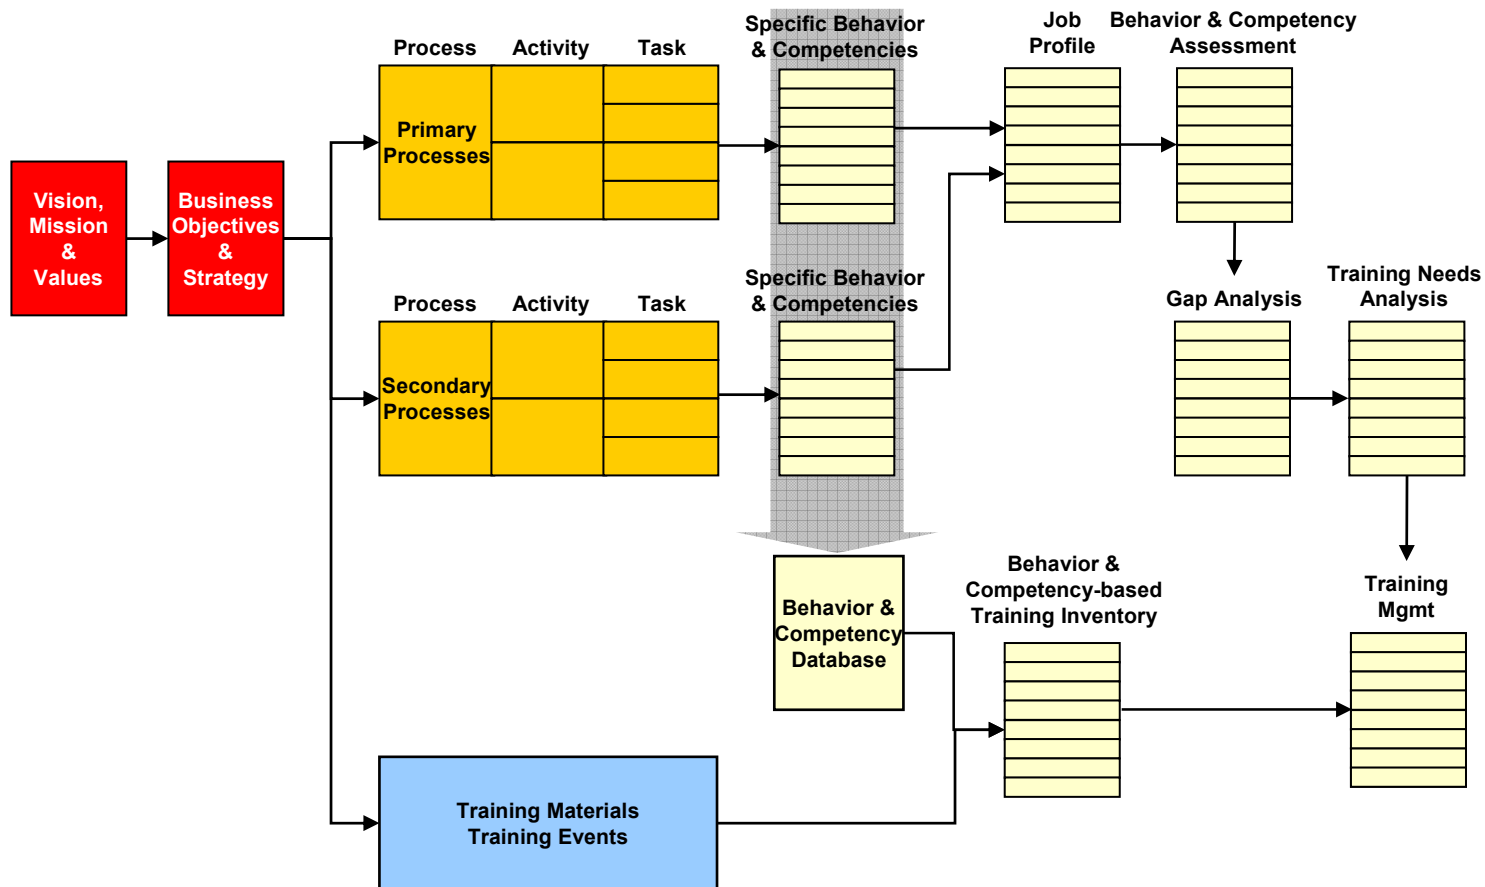 Process
Activity
Task
Specific Behavior
& Competencies
Job
Profile
Behavior & Competency
Assessment
Primary
Processes
Vision,
Mission
&
Values
Business
Objectives
&
Strategy
Process
Activity
Task
Specific Behavior
& Competencies
Gap Analysis
Training Needs
Analysis
Secondary
Processes
Behavior &
Competency
Database
Behavior &
Competency-based
Training Inventory
Training
Mgmt
Training Materials
Training Events